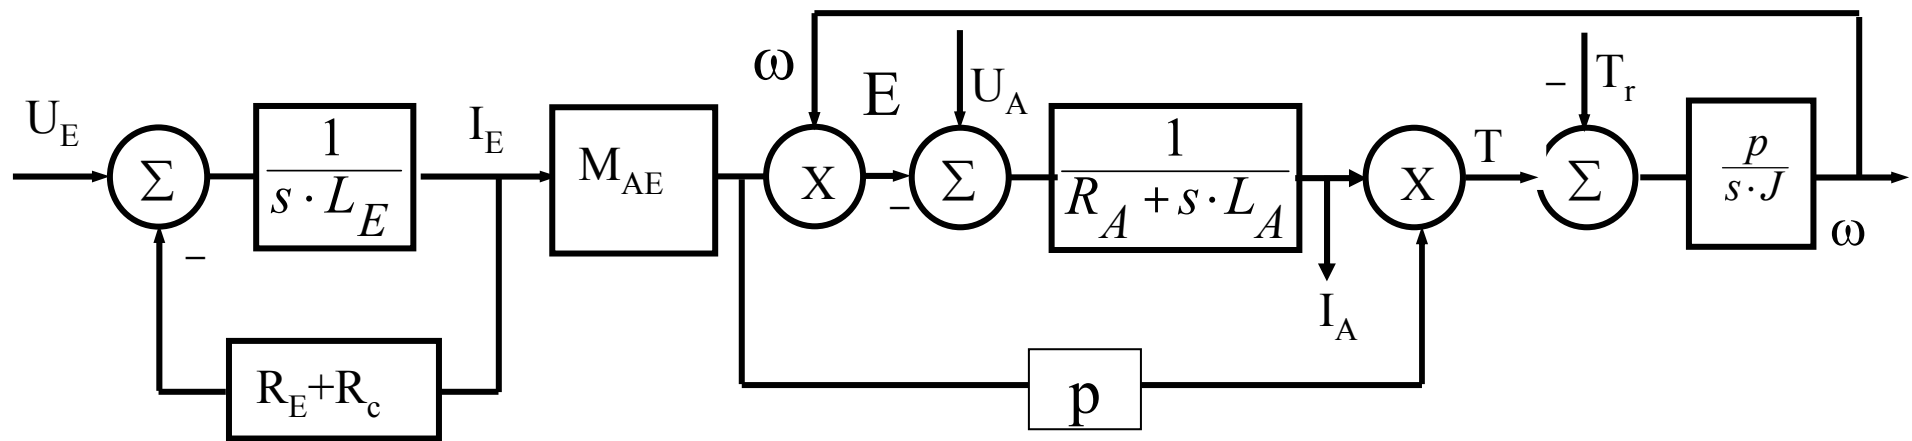 ω
E
U_A
– T_r
U_E
Σ
1
s · L_E
I_E
M_AE
X
–
Σ
1
R_A + s · L_A
X
T
Σ
p
s · J
ω
–
I_A
R_E+R_c
p